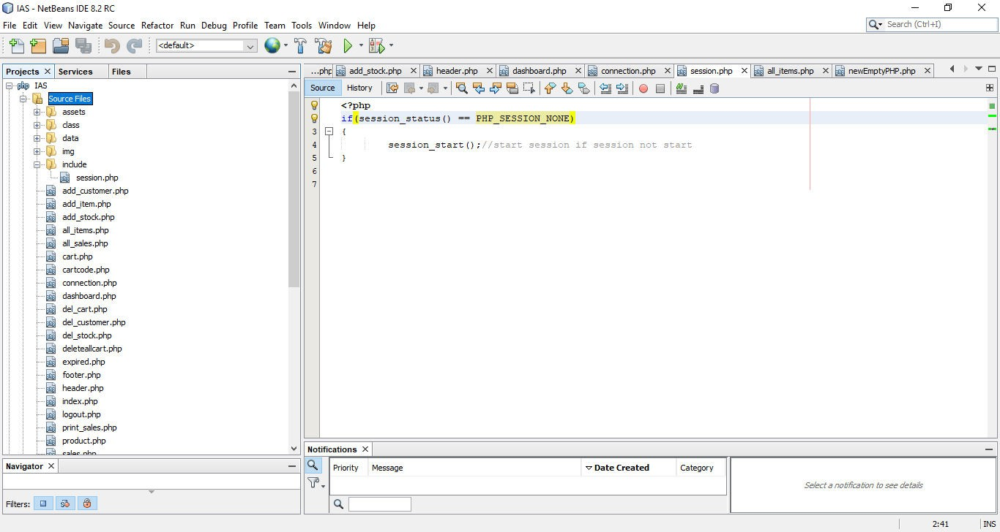 IAS - NetBeans IDE 8.2 RC
File Edit View Navigate Source Refactor Run Debug Profile Team Tools Window Help
Search (Ctrl+I)
<default>
Projects Services Files
...php add_stock.php header.php dashboard.php connection.php session.php all_items.php newEmptyPHP.php
Source History
IAS
Source Files
assets
class
data
img
include
session.php
add_customer.php
add_item.php
add_stock.php
all_items.php
all_sales.php
cart.php
cartcode.php
connection.php
dashboard.php
del_cart.php
del_customer.php
del_stock.php
deleteallcart.php
expired.php
footer.php
header.php
index.php
logout.php
print_sales.php
product.php
sales.php
<?php
if(session_status() == PHP_SESSION_NONE)
3 {
4 session_start();//start session if session not start
5 }
6
7
Navigator
Filters:
Notifications
Priority Message Date Created Category
Select a notification to see details
2:41 INS